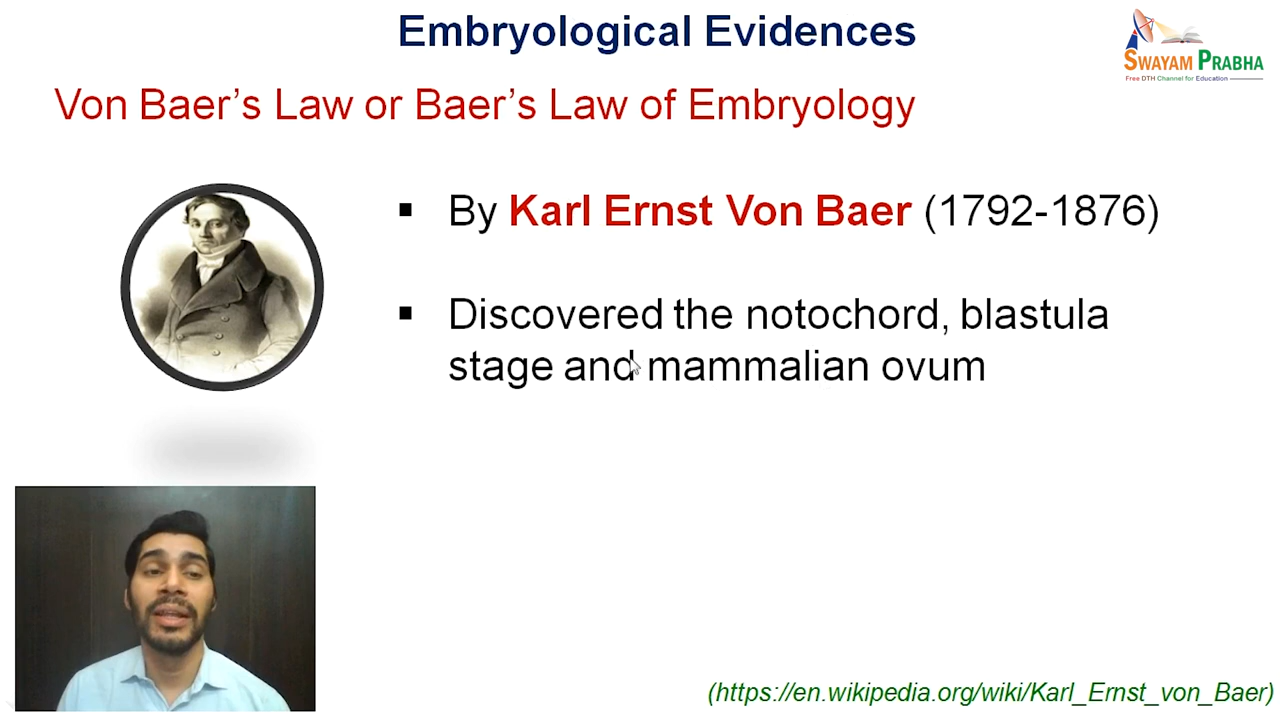 Embryological Evidences
SWAYAM PRABHA
Free DTH Channel for Education
Von Baer’s Law or Baer’s Law of Embryology
▪ By Karl Ernst Von Baer (1792-1876)
▪ Discovered the notochord, blastula
stage and mammalian ovum
(https://en.wikipedia.org/wiki/Karl_Ernst_von_Baer)